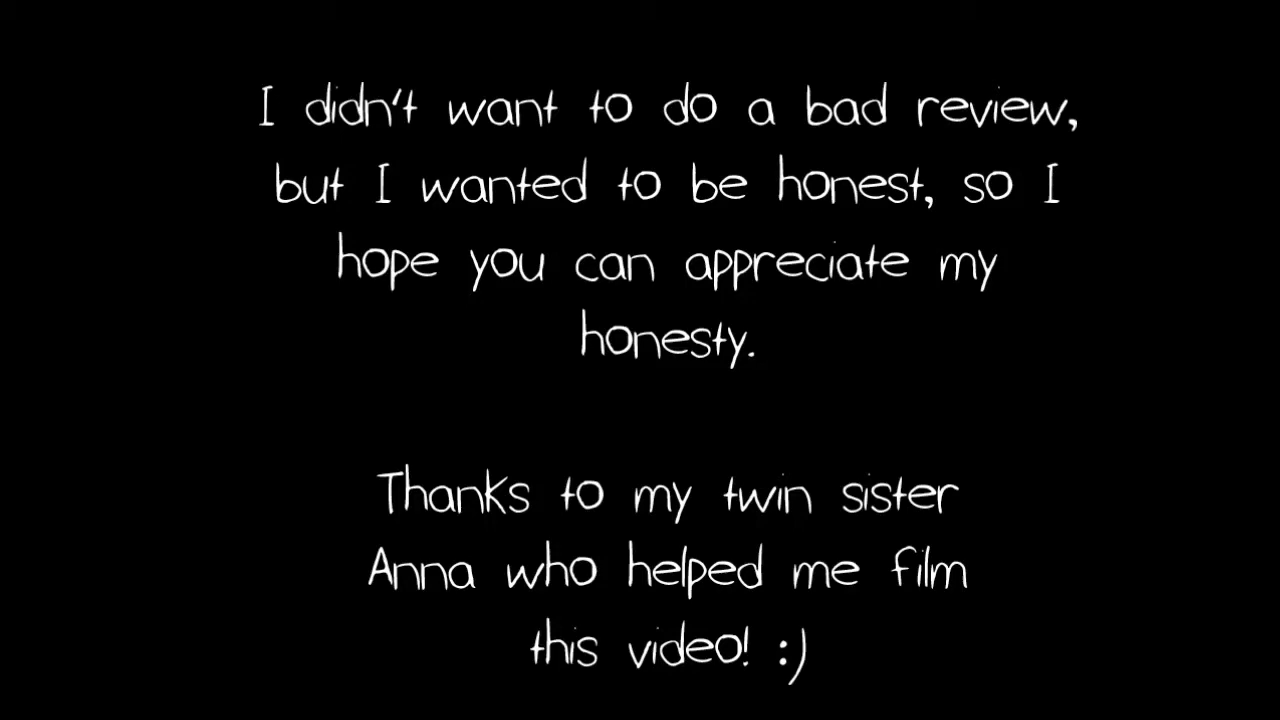 I didn't want to do a bad review,
but I wanted to be honest, so I
hope you can appreciate my
honesty.
Thanks to my twin sister
Anna who helped me film
this video! :)